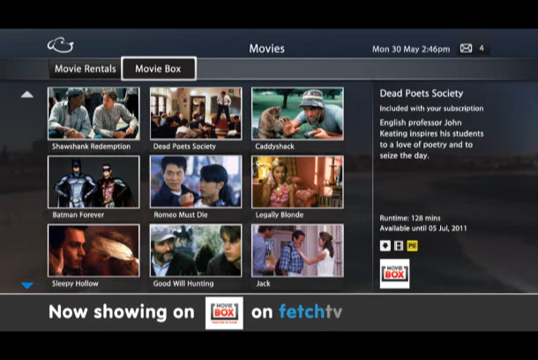 Movies
Mon 30 May 2:46pm
4
Movie Rentals
Movie Box
Shawshank Redemption
Dead Poets Society
Caddyshack
Batman Forever
Romeo Must Die
Legally Blonde
Sleepy Hollow
Good Will Hunting
Jack
Dead Poets Society
Included with your subscription
English professor John
Keating inspires his students
to a love of poetry and to
seize the day.
Runtime: 128 mins
Available until 05 Jul, 2011
PG
MOVIE
BOX
Now showing on
MOVIE
BOX
on fetchtv